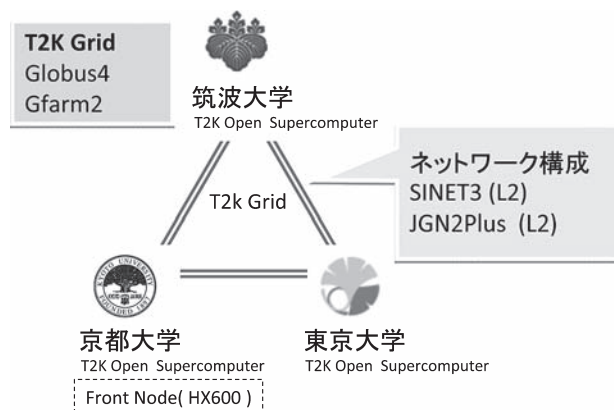 T2K Grid
Globus4
Gfarm2
筑波大学
T2K Open Supercomputer
ネットワーク構成
SINET3 (L2)
JGN2Plus (L2)
T2k Grid
京都大学
T2K Open Supercomputer
Front Node( HX600 )
東京大学
T2K Open Supercomputer